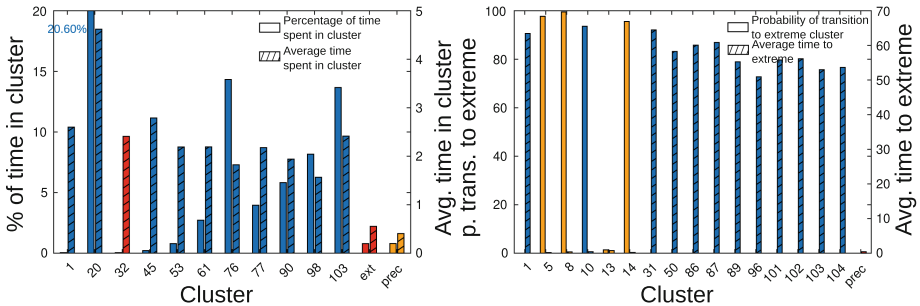 20
15
10
5
0
20.60%
Percentage of time
spent in cluster
Average time
spent in cluster
5
4
3
2
1
0
% of time in cluster
Avg. time in cluster
1 20 32 45 53 61 76 77 90 98 103 ext prec
Cluster
100
80
60
40
20
0
Probability of transition
to extreme cluster
Average time to
extreme
70
60
50
40
30
20
10
0
p. trans. to extreme
Avg. time to extreme
1 5 8 10 13 14 31 50 86 87 89 96 101 102 103 104 prec
Cluster